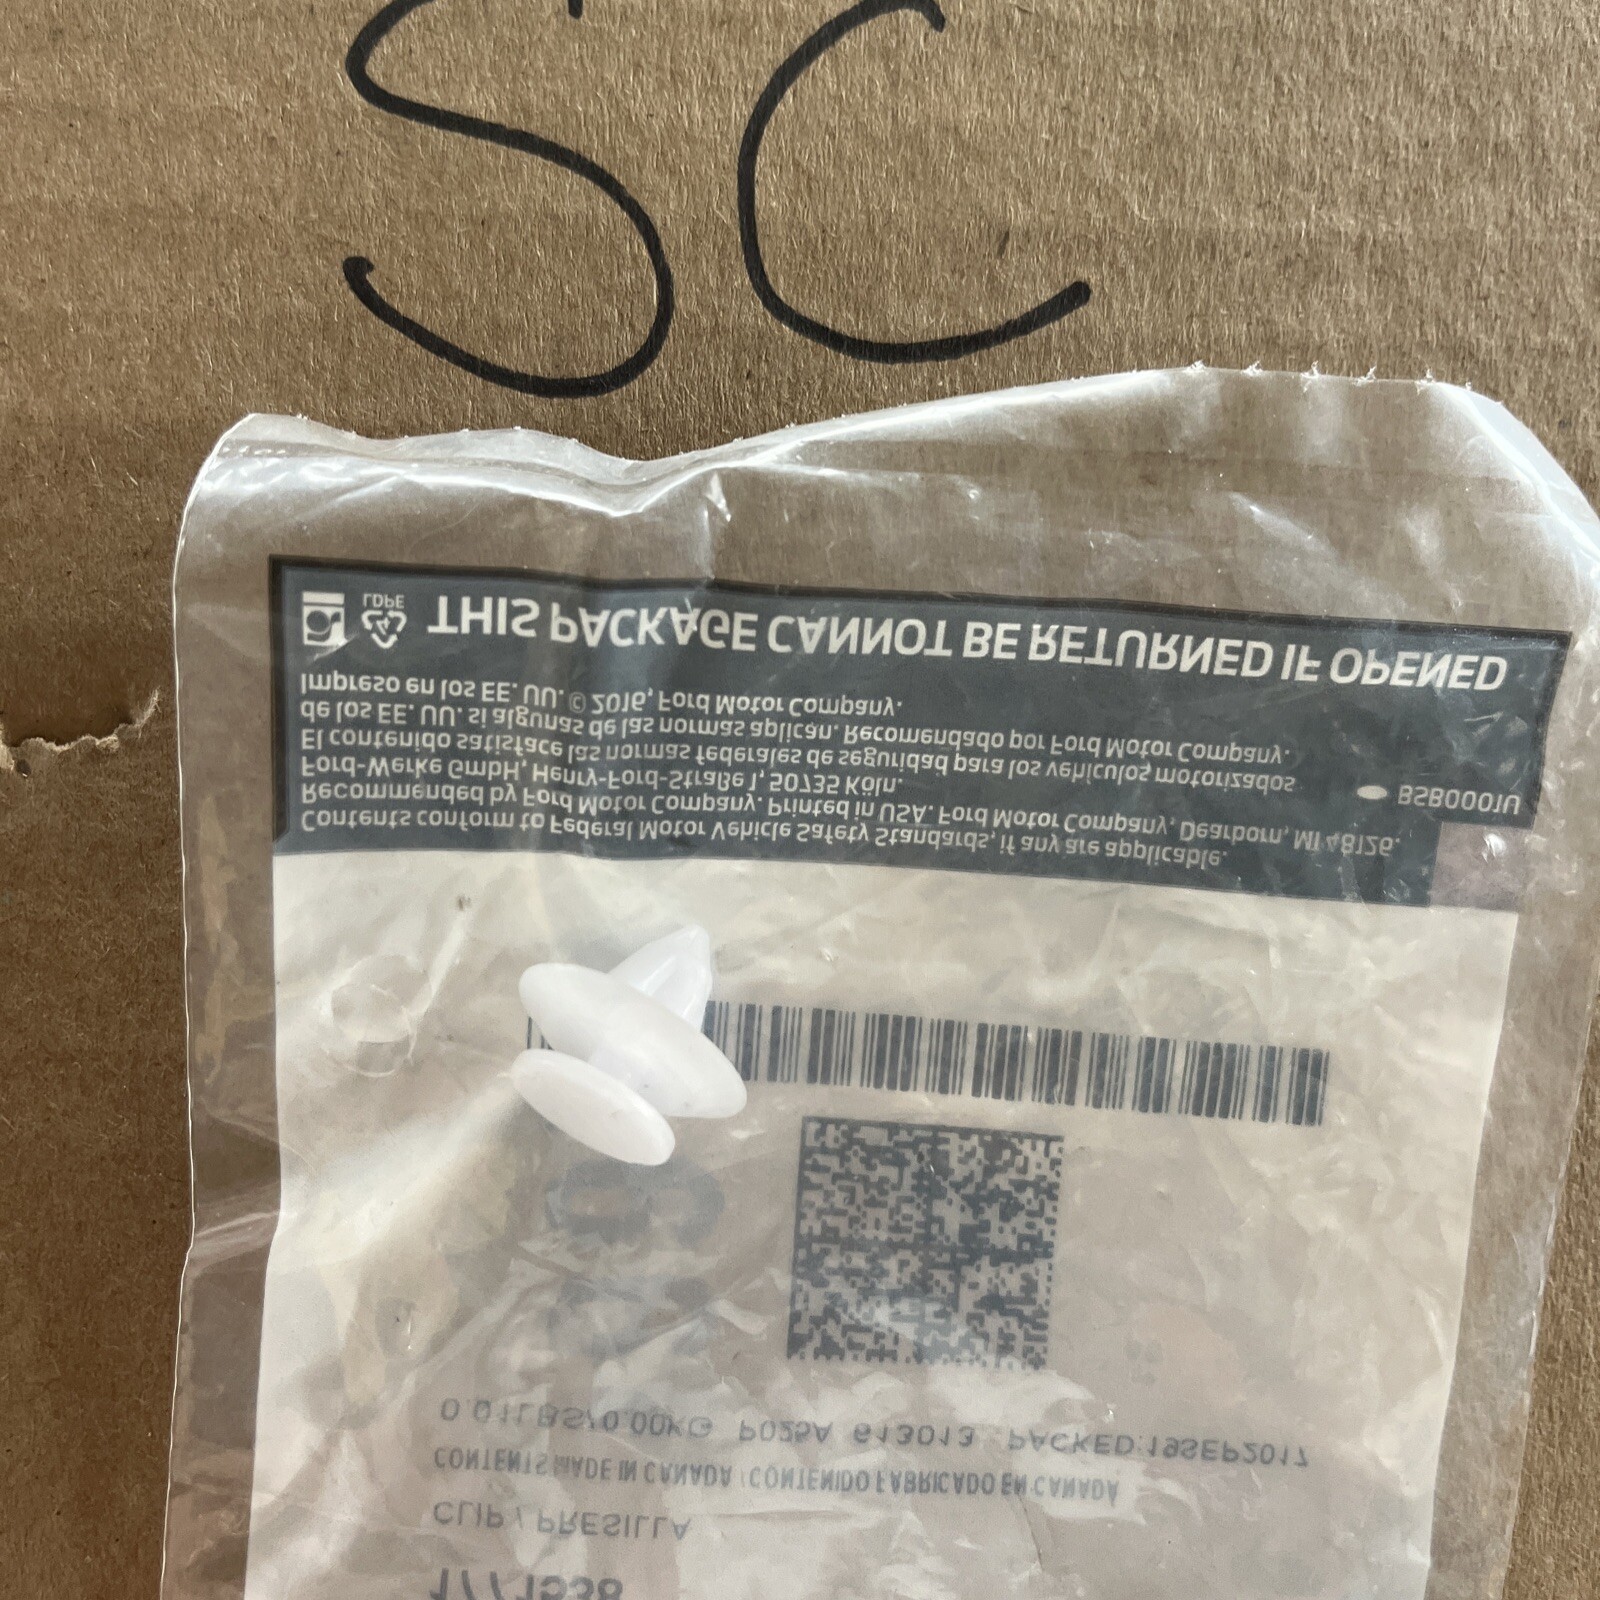 SC
CLIP / PRESILLA
CONTENTS MADE IN CANADA / CONTENIDO FABRICADO EN CANADA
0.01LBS/0.00KG P025A 613013 PACKED:19SEP2017
Contents conform to Federal Motor Vehicle Safety Standards, if any are applicable.
Recommended by Ford Motor Company. Printed in USA. Ford Motor Company, Dearborn, MI 48126.
Ford-Werke GmbH, Henry-Ford-Straße 1, 50735 Köln.
El contenido satisface las normas federales de seguridad para los vehículos motorizados
de los EE. UU. si algunas de las normas aplican. Recomendado por Ford Motor Company.
Impreso en los EE. UU. © 2016, Ford Motor Company.
BSB0001U
4
LDPE
THIS PACKAGE CANNOT BE RETURNED IF OPENED